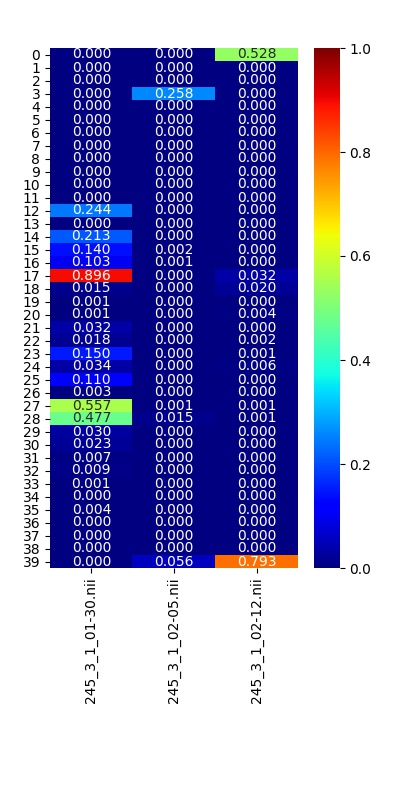 0 0.000 0.000 0.528 1.0
1 0.000 0.000 0.000
2 0.000 0.000 0.000
3 0.000 0.258 0.000
4 0.000 0.000 0.000
5 0.000 0.000 0.000
6 0.000 0.000 0.000
7 0.000 0.000 0.000
8 0.000 0.000 0.000 0.8
9 0.000 0.000 0.000
10 0.000 0.000 0.000
11 0.000 0.000 0.000
12 0.244 0.000 0.000
13 0.000 0.000 0.000
14 0.213 0.000 0.000
15 0.140 0.002 0.000
16 0.103 0.001 0.000 0.6
17 0.896 0.000 0.032
18 0.015 0.000 0.020
19 0.001 0.000 0.000
20 0.001 0.000 0.004
21 0.032 0.000 0.000
22 0.018 0.000 0.002
23 0.150 0.000 0.001
24 0.034 0.000 0.006 0.4
25 0.110 0.000 0.000
26 0.003 0.000 0.000
27 0.557 0.001 0.001
28 0.477 0.015 0.001
29 0.030 0.000 0.000
30 0.023 0.000 0.000
31 0.007 0.000 0.000
32 0.009 0.000 0.000 0.2
33 0.001 0.000 0.000
34 0.000 0.000 0.000
35 0.004 0.000 0.000
36 0.000 0.000 0.000
37 0.000 0.000 0.000
38 0.000 0.000 0.000
39 0.000 0.056 0.793 0.0
245_3_1_01-30.nii
245_3_1_02-05.nii
245_3_1_02-12.nii